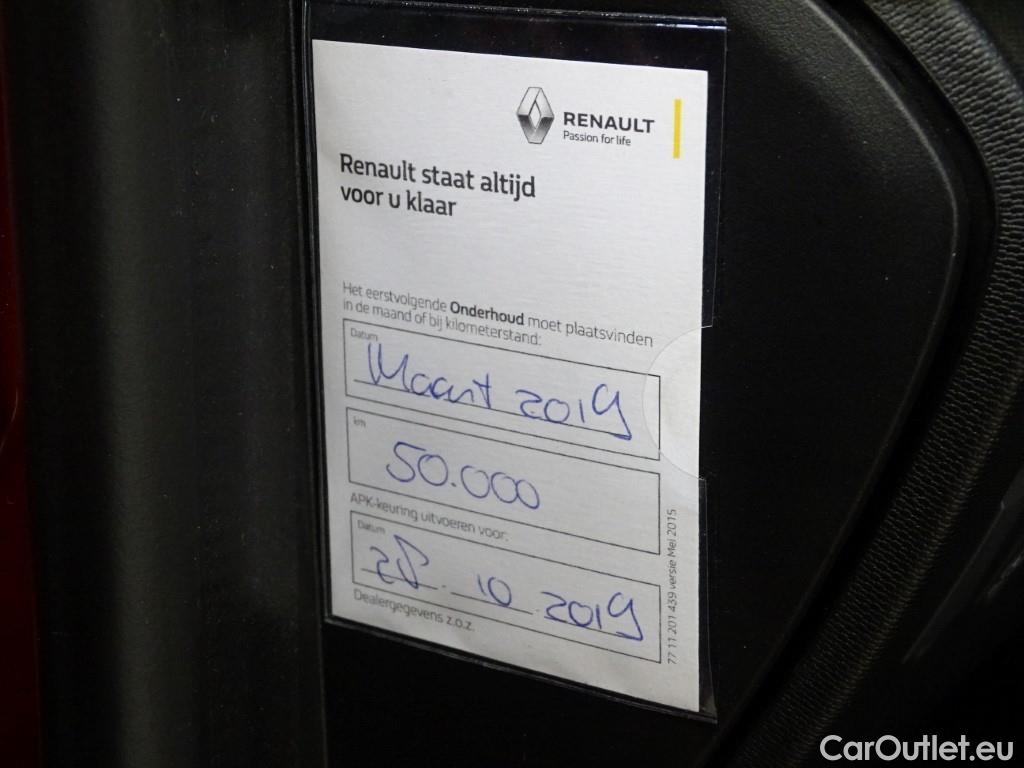 RENAULT
Passion for life
Renault staat altijd
voor u klaar
Het eerstvolgende Onderhoud moet plaatsvinden
in de maand of bij kilometerstand:
Datum
Maart 2019
km
50.000
APK-keuring uitvoeren voor:
Datum
28. 10. 2019
Dealergegevens z.o.z.
77 11 201 439 versie Mei 2015
CarOutlet.eu